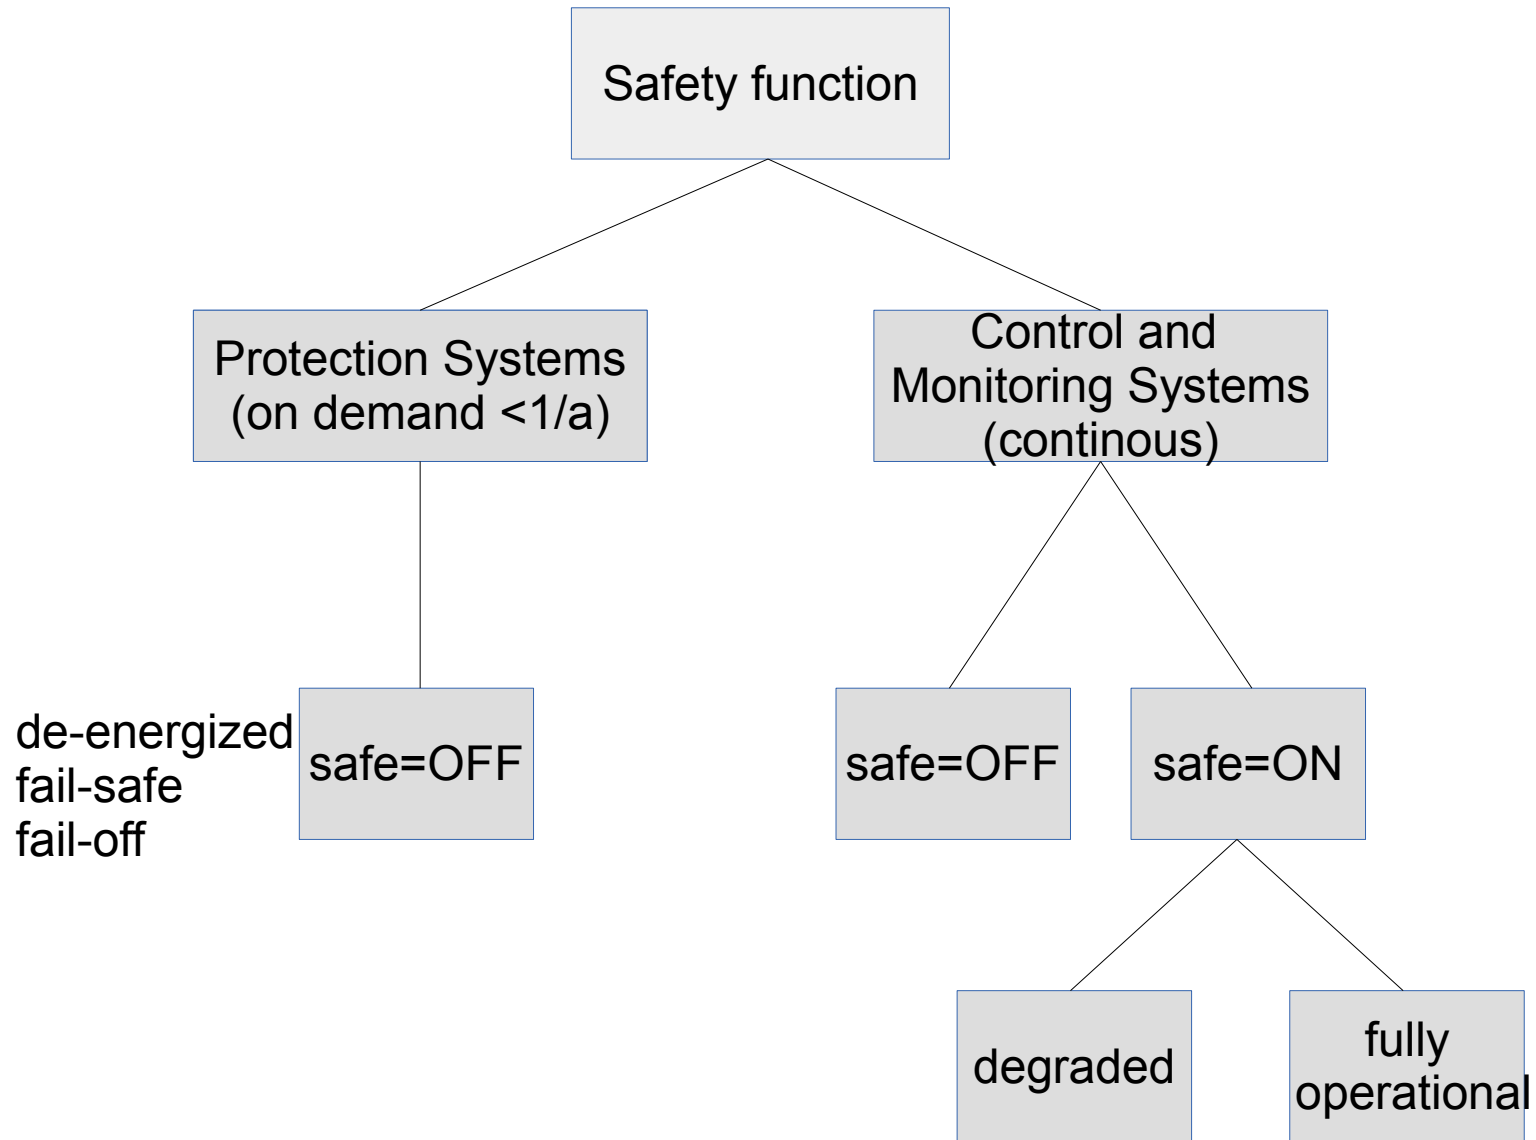 Safety function
Protection Systems
(on demand <1/a)
Control and
Monitoring Systems
(continous)
de-energized
fail-safe
fail-off
safe=OFF
safe=OFF
safe=ON
degraded
fully
operational